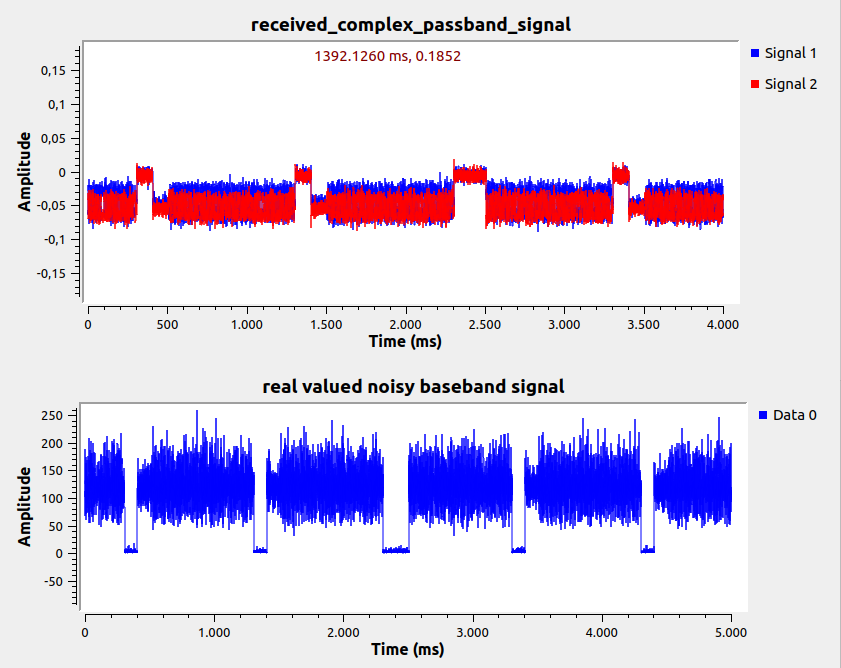 received_complex_passband_signal
1392.1260 ms, 0.1852
Signal 1
Signal 2
Amplitude
0,15
0,1
0,05
0
-0,05
-0,1
-0,15
0 500 1.000 1.500 2.000 2.500 3.000 3.500 4.000
Time (ms)
real valued noisy baseband signal
Data 0
Amplitude
250
200
150
100
50
0
-50
0 1.000 2.000 3.000 4.000 5.000
Time (ms)